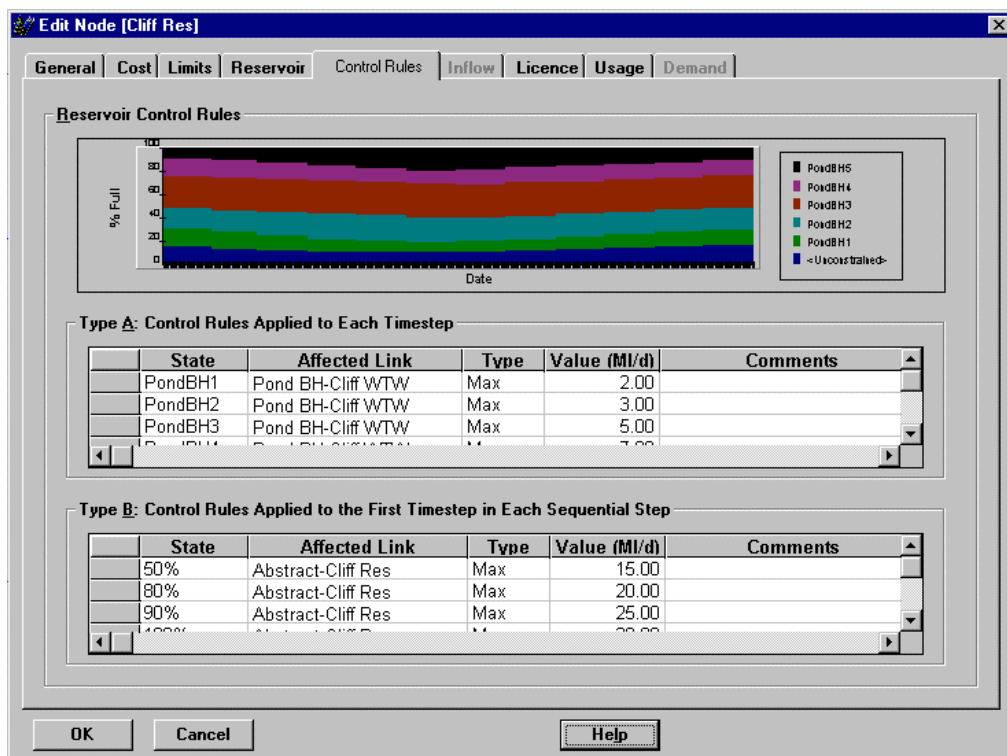 Edit Node [Cliff Res]
General Cost Limits Reservoir Control Rules Inflow Licence Usage Demand
Reservoir Control Rules
100
80
60
40
20
0
% Full
Date
PondBH5
PondBH4
PondBH3
PondBH2
PondBH1
<Unconstrained>
Type A: Control Rules Applied to Each Timestep
State Affected Link Type Value (Ml/d) Comments
PondBH1 Pond BH-Cliff WTW Max 2.00
PondBH2 Pond BH-Cliff WTW Max 3.00
PondBH3 Pond BH-Cliff WTW Max 5.00
Type B: Control Rules Applied to the First Timestep in Each Sequential Step
State Affected Link Type Value (Ml/d) Comments
50% Abstract-Cliff Res Max 15.00
80% Abstract-Cliff Res Max 20.00
90% Abstract-Cliff Res Max 25.00
OK Cancel Help